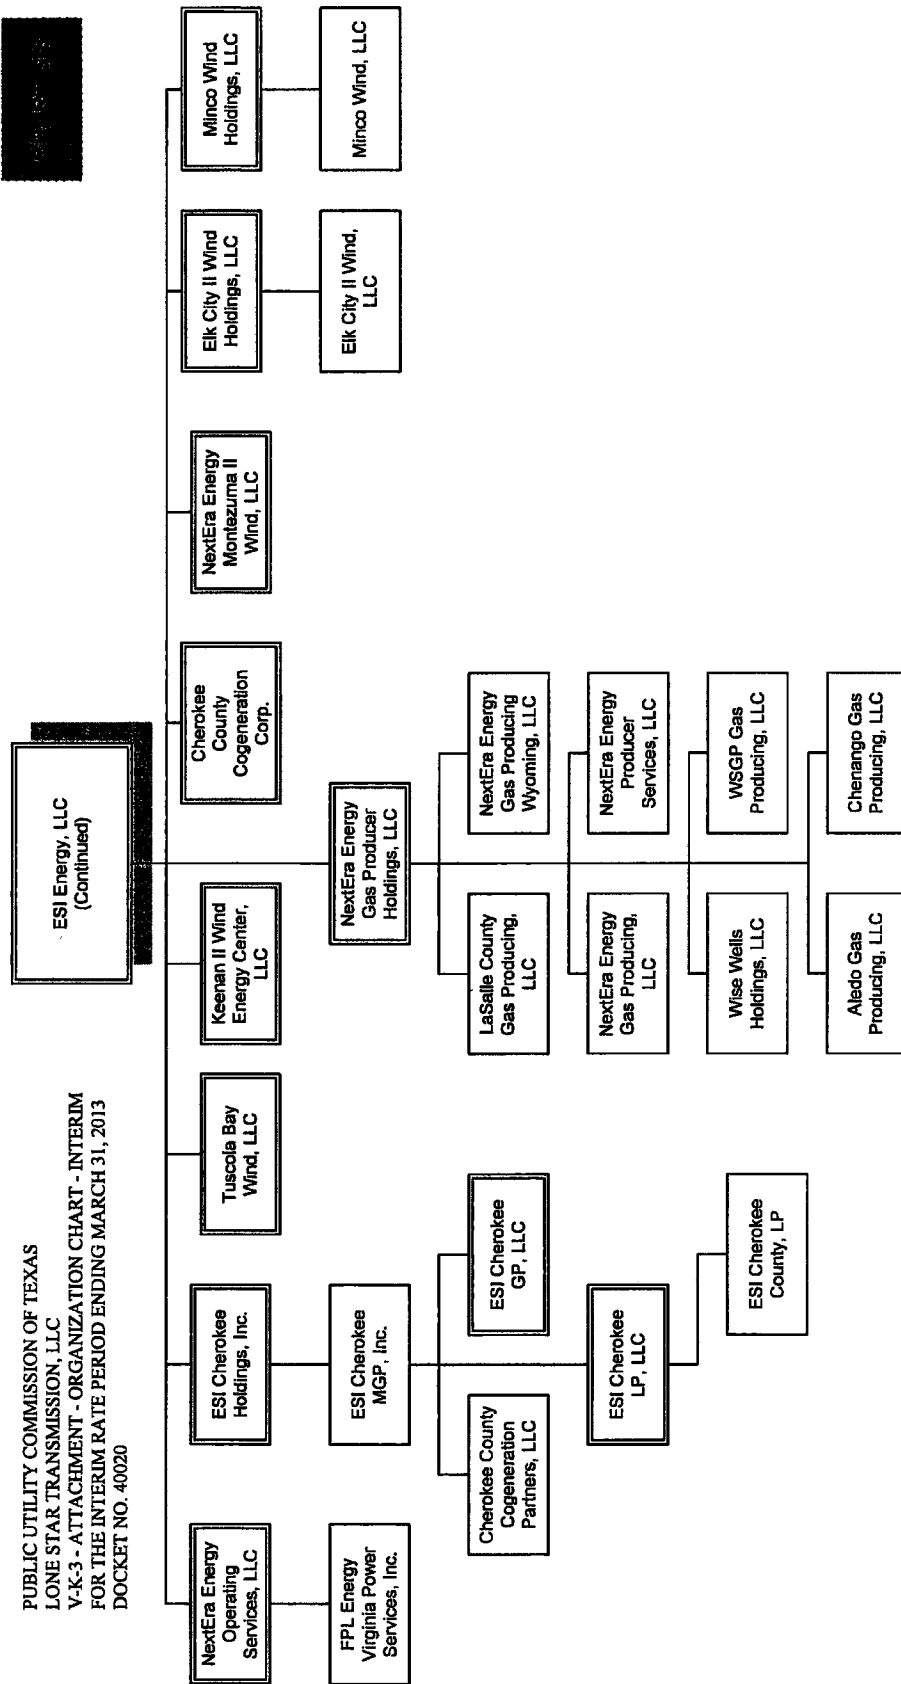 PUBLIC UTILITY COMMISSION OF TEXAS
LONE STAR TRANSMISSION, LLC
V-K-3 - ATTACHMENT - ORGANIZATION CHART - INTERIM
FOR THE INTERIM RATE PERIOD ENDING MARCH 31, 2013
DOCKET NO. 40020
ESI Energy, LLC
(Continued)
NextEra Energy
Operating
Services, LLC
ESI Cherokee
Holdings, Inc.
Tuscola Bay
Wind, LLC
Keenan II Wind
Energy Center,
LLC
Cherokee
County
Cogeneration
Corp.
NextEra Energy
Montezuma II
Wind, LLC
Elk City II Wind
Holdings, LLC
Minco Wind
Holdings, LLC
FPL Energy
Virginia Power
Services, Inc.
ESI Cherokee
MGP, Inc.
NextEra Energy
Gas Producer
Holdings, LLC
Elk City II Wind,
LLC
Minco Wind, LLC
Cherokee County
Cogeneration
Partners, LLC
ESI Cherokee
GP, LLC
LaSalle County
Gas Producing,
LLC
NextEra Energy
Gas Producing
Wyoming, LLC
ESI Cherokee
LP, LLC
NextEra Energy
Gas Producing,
LLC
NextEra Energy
Producer
Services, LLC
ESI Cherokee
County, LP
Wise Wells
Holdings, LLC
WSGP Gas
Producing, LLC
Aledo Gas
Producing, LLC
Chenango Gas
Producing, LLC